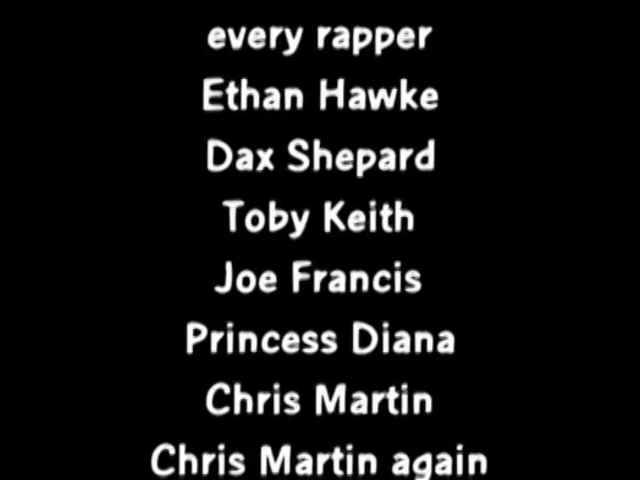 every rapper
Ethan Hawke
Dax Shepard
Toby Keith
Joe Francis
Princess Diana
Chris Martin
Chris Martin again